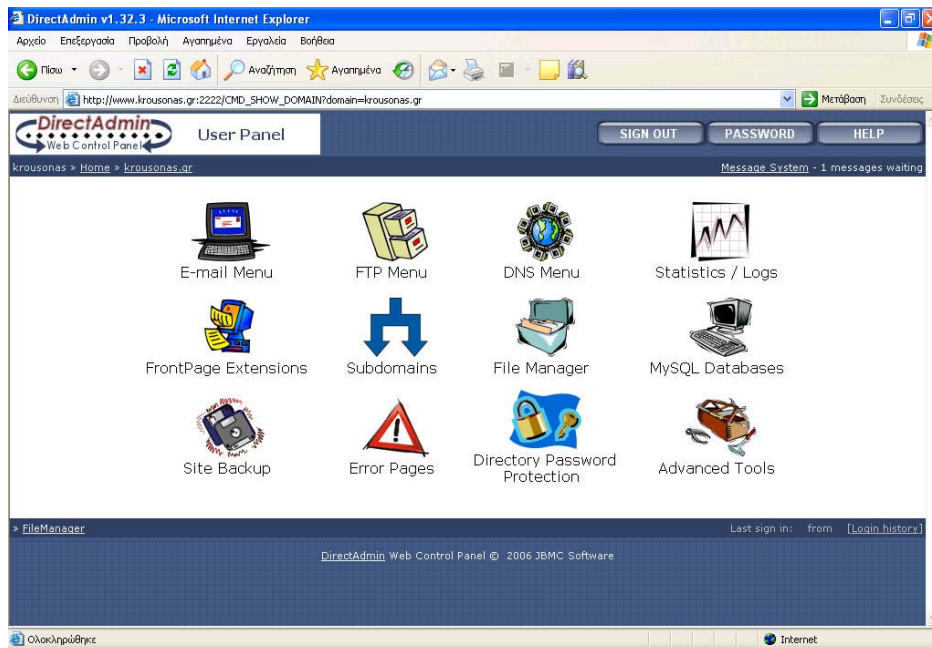 DirectAdmin v1.32.3 - Microsoft Internet Explorer
Αρχείο Επεξεργασία Προβολή Αγαπημένα Εργαλεία Βοήθεια
Πίσω Αναζήτηση Αγαπημένα
Διεύθυνση http://www.krousonas.gr:2222/CMD_SHOW_DOMAIN?domain=krousonas.gr Μετάβαση Συνδέσεις
DirectAdmin
Web Control Panel
User Panel
SIGN OUT PASSWORD HELP
krousonas » Home » krousonas.gr Message System - 1 messages waiting
E-mail Menu FTP Menu DNS Menu Statistics / Logs
FrontPage Extensions Subdomains File Manager MySQL Databases
Site Backup Error Pages Directory Password Protection Advanced Tools
» FileManager Last sign in: from [Login history]
DirectAdmin Web Control Panel © 2006 JBMC Software
Ολοκληρώθηκε Internet